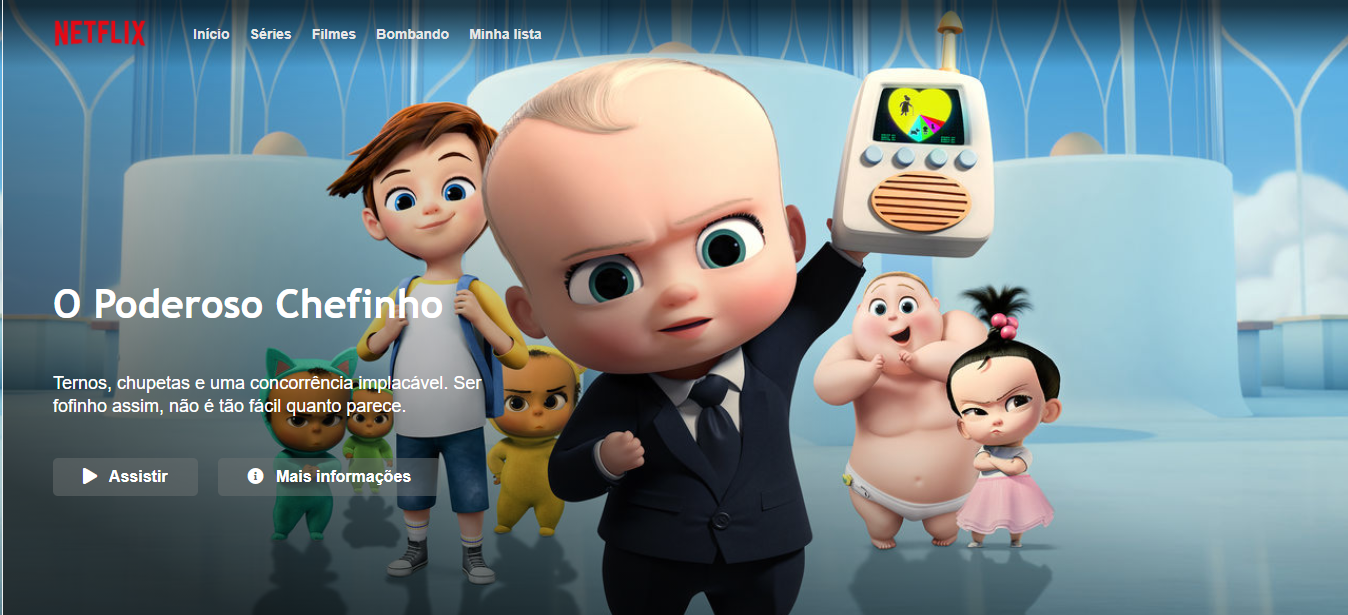 NETFLIX Início Séries Filmes Bombando Minha lista
O Poderoso Chefinho
Ternos, chupetas e uma concorrência implacável. Ser
fofinho assim, não é tão fácil quanto parece.
Assistir Mais informações